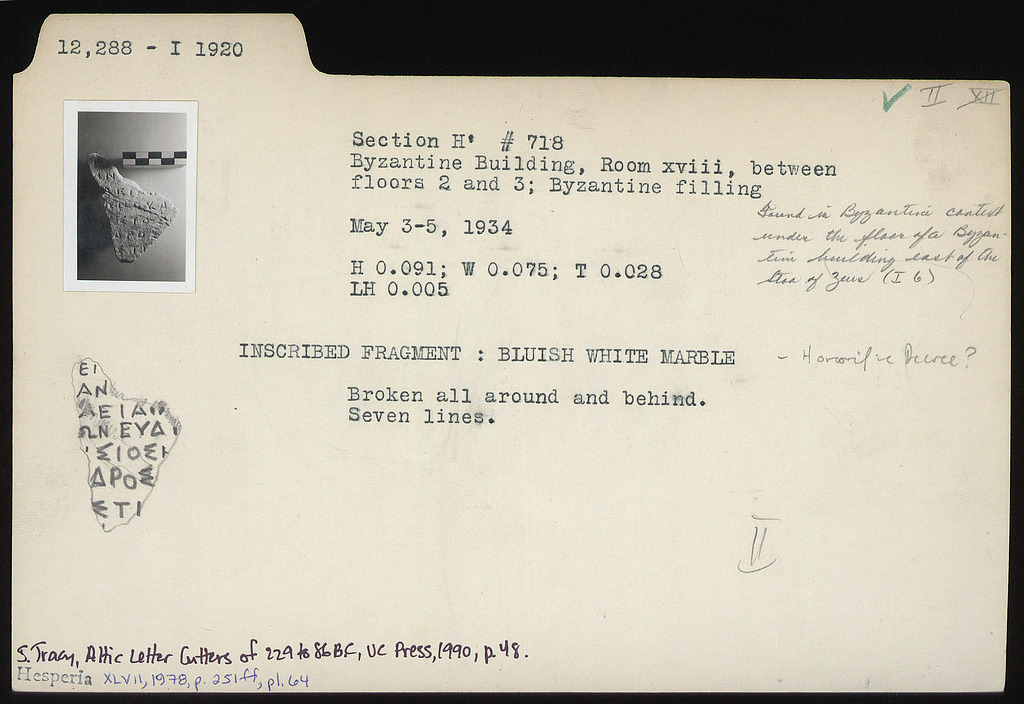 12,288 - I 1920
II XII
Section H' # 718
Byzantine Building, Room xviii, between
floors 2 and 3; Byzantine filling
May 3-5, 1934
H 0.091; W 0.075; T 0.028
LH 0.005
Found in Byzantine context
under the floor of a Byzan-
tine building east of the
Stoa of Zeus (I 6)
INSCRIBED FRAGMENT : BLUISH WHITE MARBLE - Honorific Decree?
Broken all around and behind.
Seven lines.
ΕΙ
ΑΝ
ΔΕΙΑΝ
ΩΝΕΥΔΙ
ΣΙΟΣΙ
ΔΡΟΣ
ΕΤΙ
II
S. Tracy, Attic Letter Cutters of 229 to 86 BC, UC Press, 1990, p. 48.
Hesperia XLVII, 1978, p. 251 ff, pl. 64